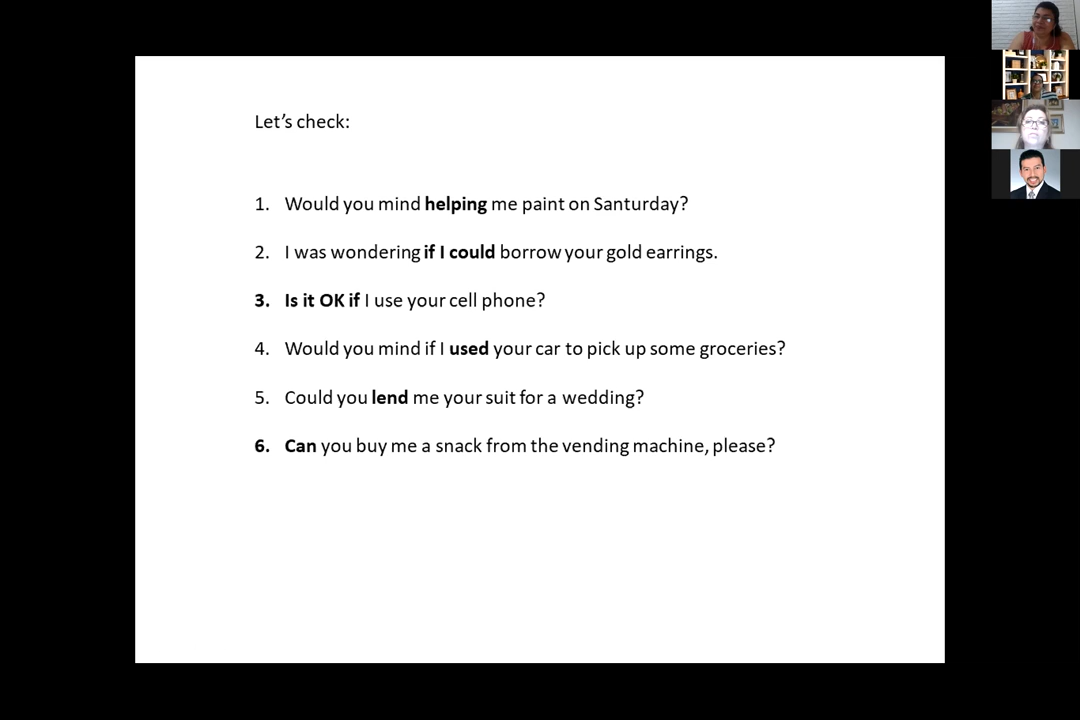 Let's check:
1. Would you mind helping me paint on Santurday?
2. I was wondering if I could borrow your gold earrings.
3. Is it OK if I use your cell phone?
4. Would you mind if I used your car to pick up some groceries?
5. Could you lend me your suit for a wedding?
6. Can you buy me a snack from the vending machine, please?